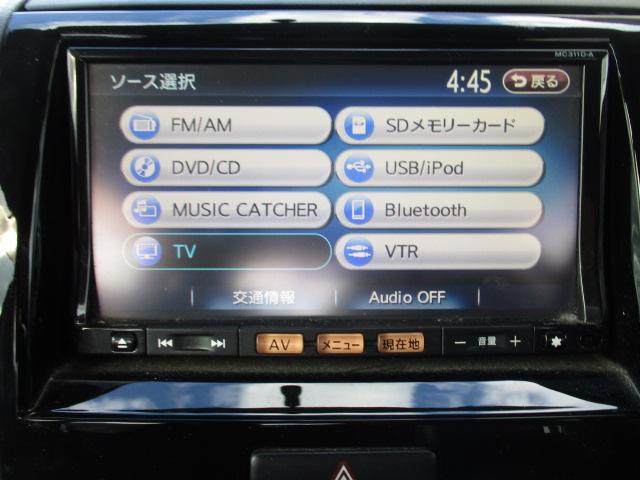 MC311D-A
ソース選択 4:45 戻る
FM/AM SDメモリーカード
DVD/CD USB/iPod
MUSIC CATCHER Bluetooth
TV VTR
交通情報 Audio OFF
AV メニュー 現在地 − 音量 +